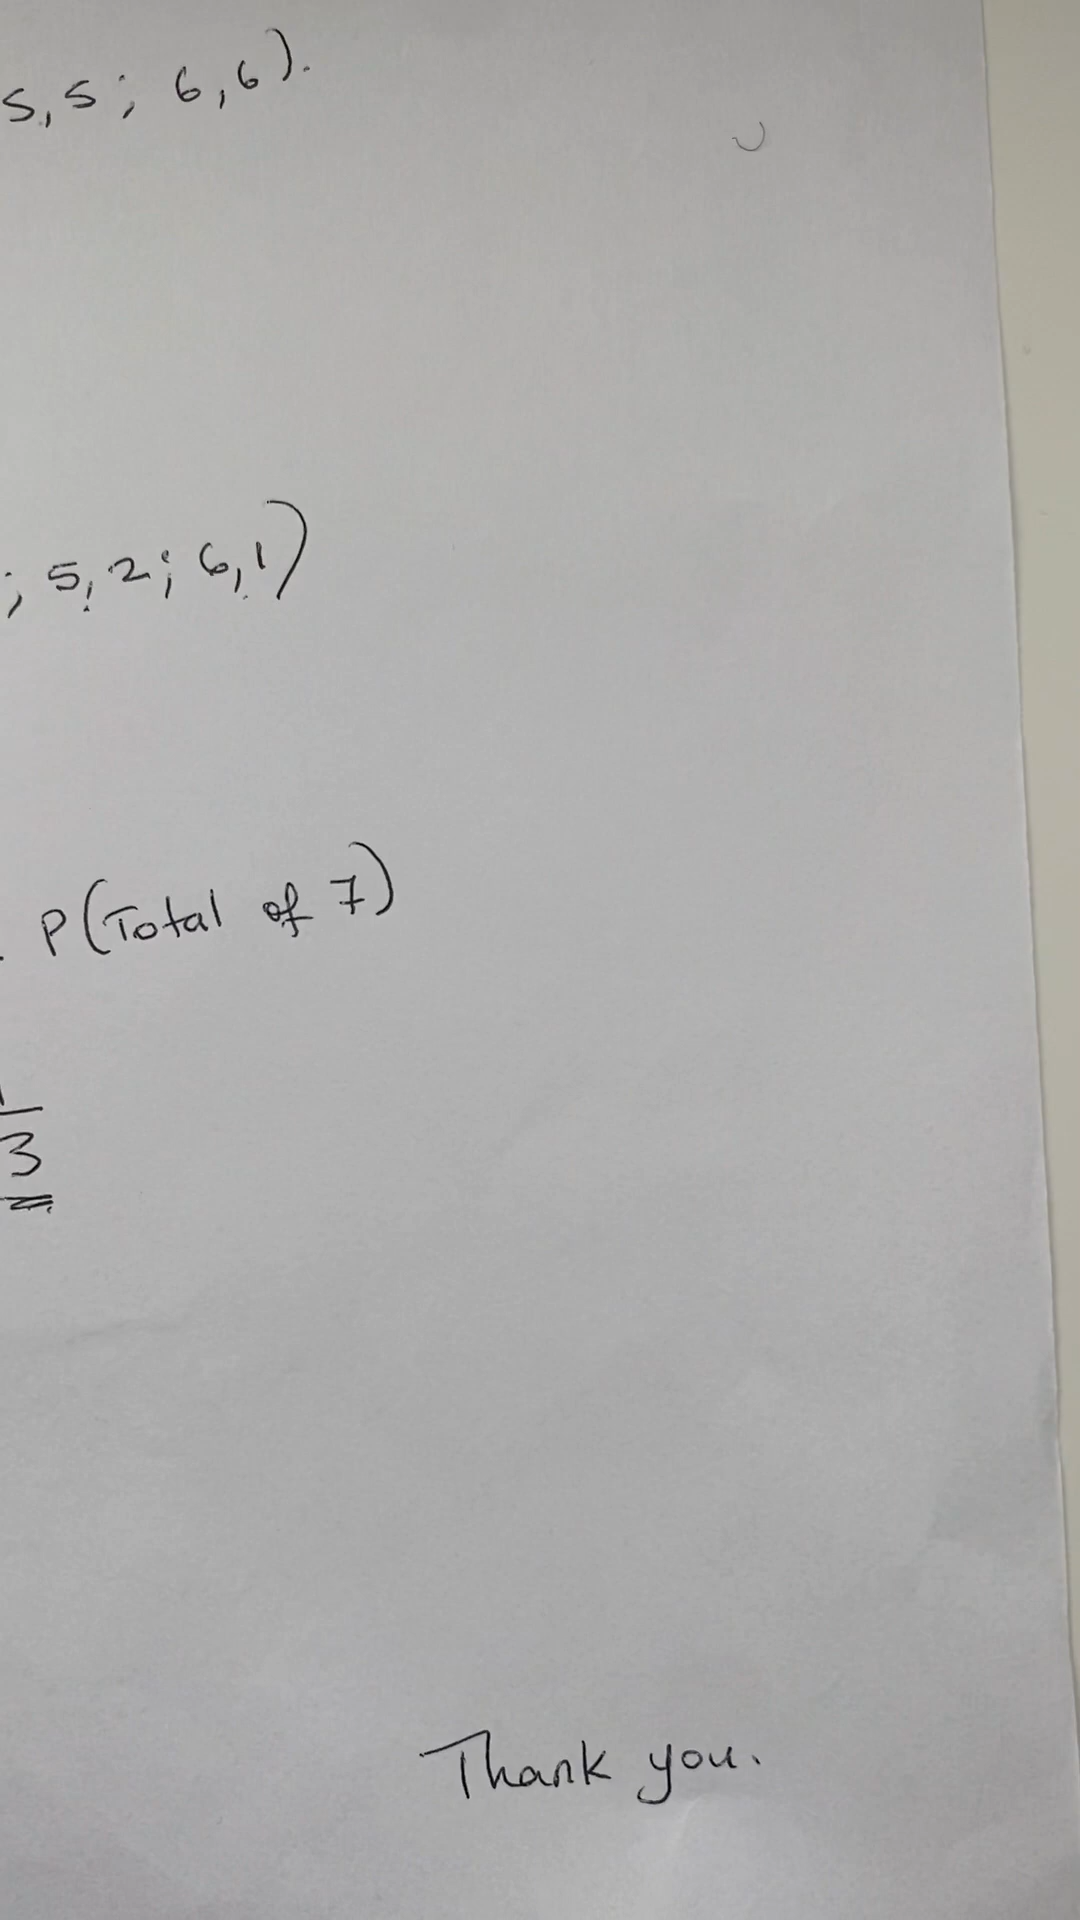 5,5; 6,6).
; 5,2; 6,1)
. P(Total of 7)
3
Thank you.